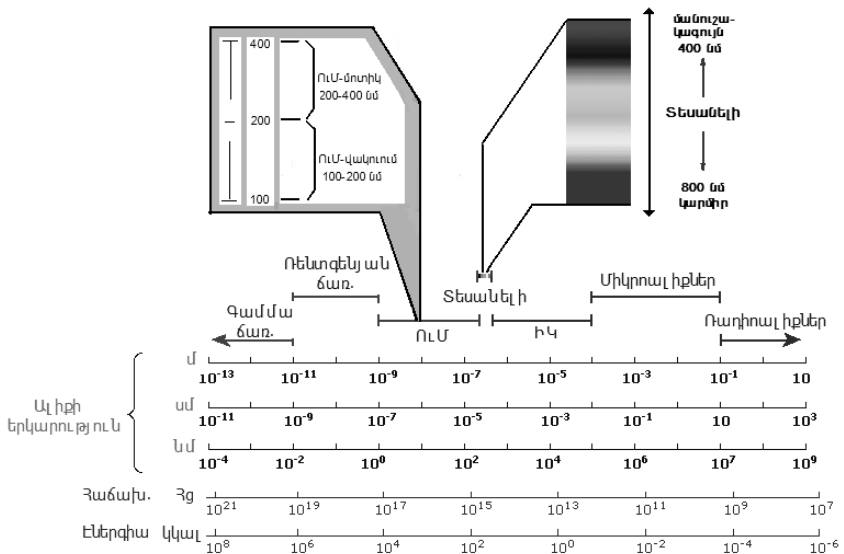 400
200
100
ՈւՄ-մոտիկ
200-400 նմ
ՈւՄ-վակուում
100-200 նմ
մանուշա-
կագույն
400 նմ
Տեսանելի
800 նմ
կարմիր
Գամմա
ճառ.
Ռենտգենյան
ճառ.
ՈւՄ
Տեսանելի
ԻԿ
Միկրոալիքներ
Ռադիոալիքներ
Ալիքի
երկարություն
մ
10⁻¹³ 10⁻¹¹ 10⁻⁹ 10⁻⁷ 10⁻⁵ 10⁻³ 10⁻¹ 10
սմ
10⁻¹¹ 10⁻⁹ 10⁻⁷ 10⁻⁵ 10⁻³ 10⁻¹ 10 10³
նմ
10⁻⁴ 10⁻² 10⁰ 10² 10⁴ 10⁶ 10⁷ 10⁹
Հաճախ. Հց
10²¹ 10¹⁹ 10¹⁷ 10¹⁵ 10¹³ 10¹¹ 10⁹ 10⁷
Էներգիա կկալ
10⁸ 10⁶ 10⁴ 10² 10⁰ 10⁻² 10⁻⁴ 10⁻⁶